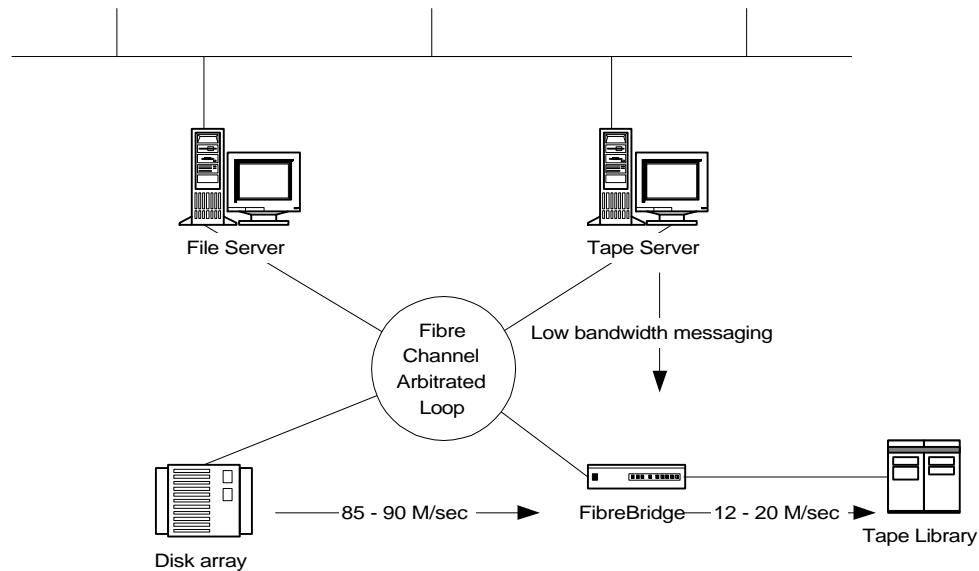 File Server
Tape Server
Fibre
Channel
Arbitrated
Loop
Low bandwidth messaging
85 - 90 M/sec
FibreBridge
12 - 20 M/sec
Tape Library
Disk array